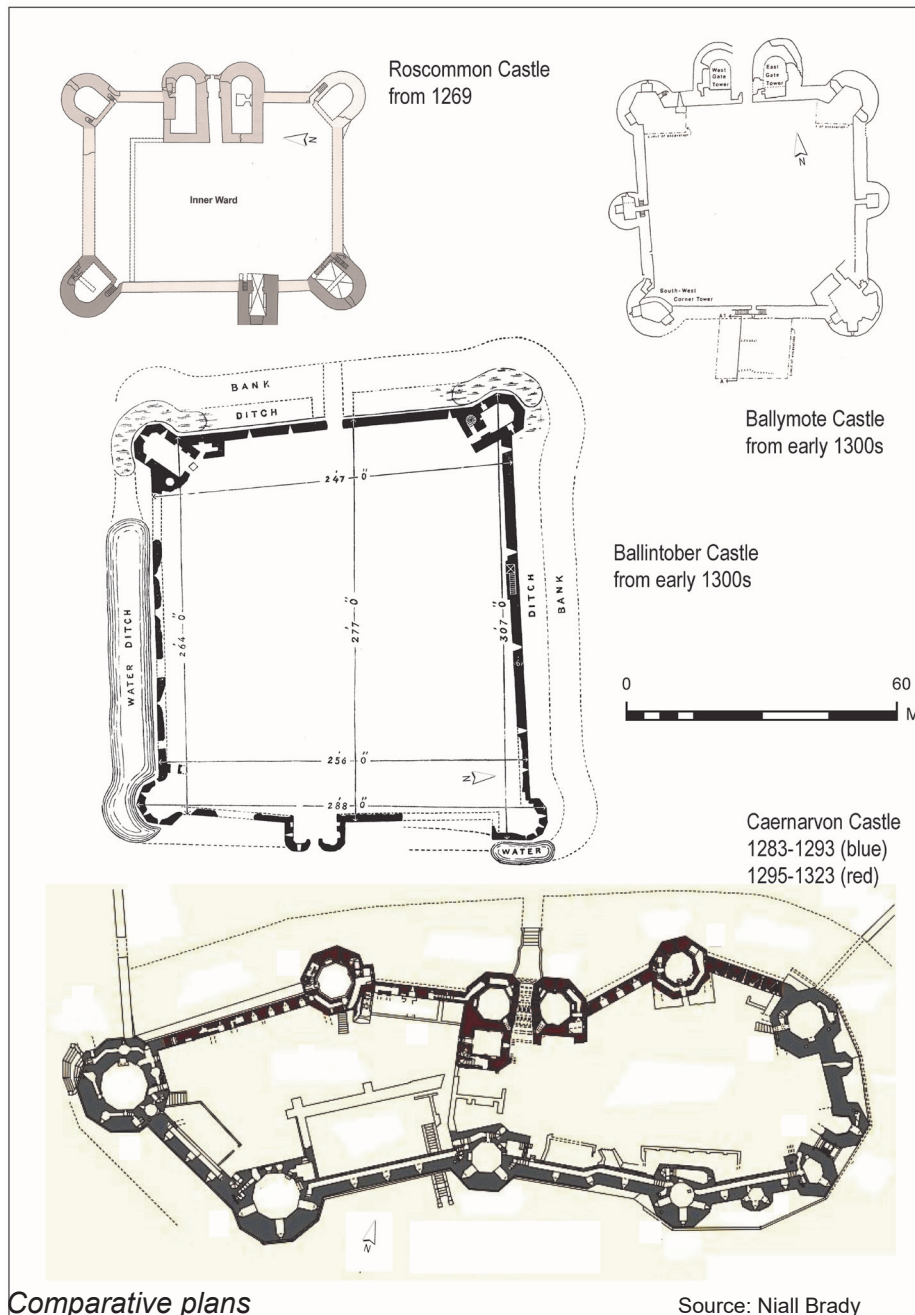 Roscommon Castle
from 1269
N
Inner Ward
West
Gate
Tower
East
Gate
Tower
N
South-West
Corner Tower
Ballymote Castle
from early 1300s
BANK
DITCH
247'-0"
WATER DITCH
264'-0"
277'-0"
307'-0"
DITCH
BANK
256'-0"
N
288'-0"
WATER
Ballintober Castle
from early 1300s
0 60
M
Caernarvon Castle
1283-1293 (blue)
1295-1323 (red)
N
Comparative plans
Source: Niall Brady